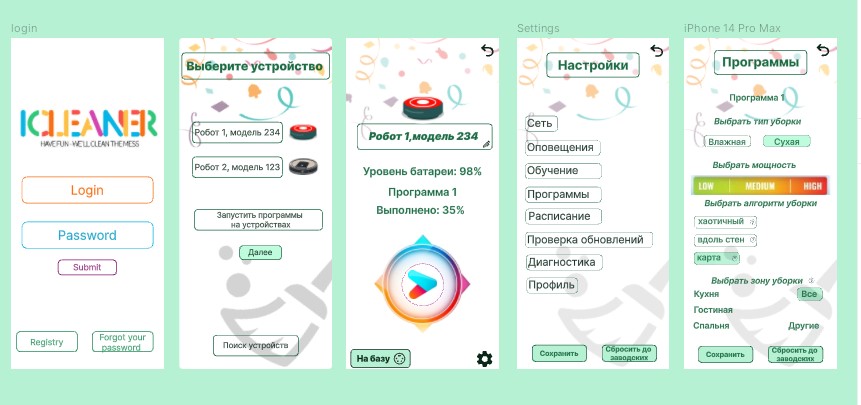 login
ICLEANER
HAVE FUN - WE'LL CLEAN THE MESS
Login
Password
Submit
Registry
Forgot your
password
Выберите устройство
Робот 1, модель 234
Робот 2, модель 123
Запустить программы
на устройствах
Далее
Поиск устройств
Робот 1,модель 234
Уровень батареи: 98%
Программа 1
Выполнено: 35%
На базу
Settings
Настройки
Сеть
Оповещения
Обучение
Программы
Расписание
Проверка обновлений
Диагностика
Профиль
Сохранить
Сбросить до
заводских
iPhone 14 Pro Max
Программы
Программа 1
Выбрать тип уборки
Влажная
Сухая
Выбрать мощность
LOW MEDIUM HIGH
Выбрать алгоритм уборки
хаотичный
вдоль стен
карта
Выбрать зону уборки
Кухня
Все
Гостиная
Спальня
Другие
Сохранить
Сбросить до
заводских